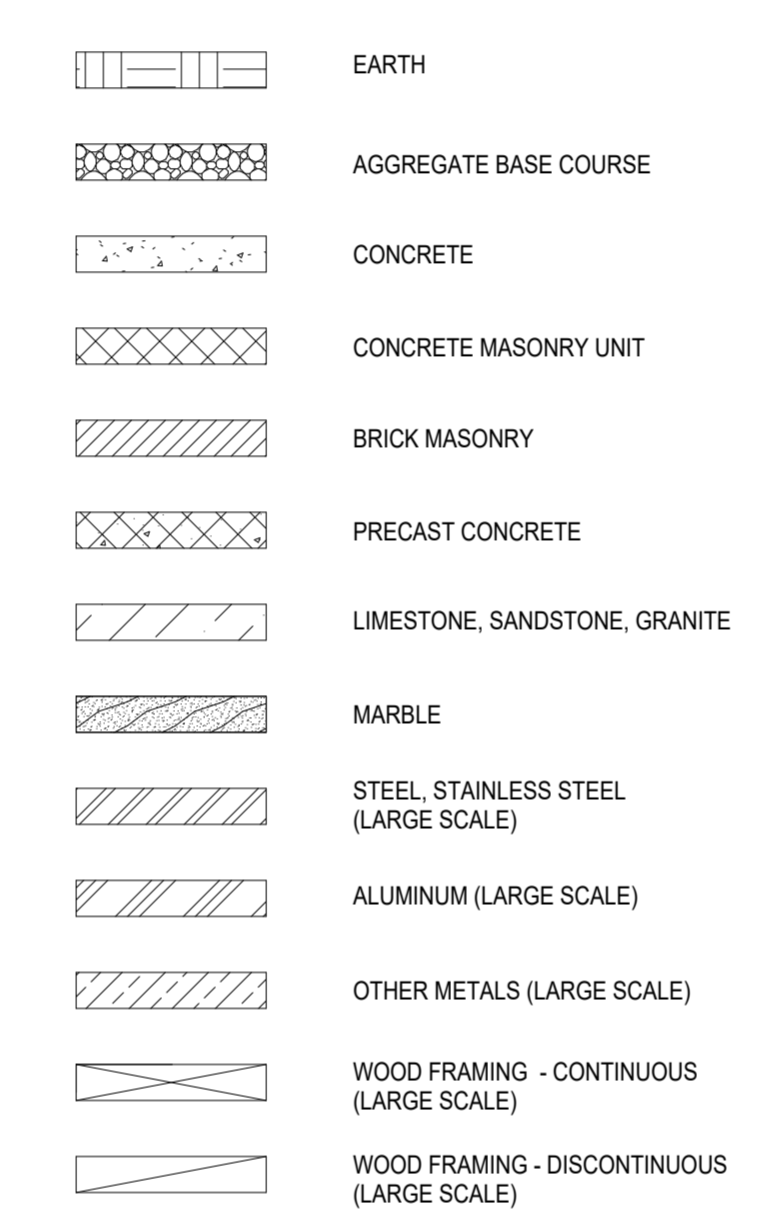 EARTH
AGGREGATE BASE COURSE
CONCRETE
CONCRETE MASONRY UNIT
BRICK MASONRY
PRECAST CONCRETE
LIMESTONE, SANDSTONE, GRANITE
MARBLE
STEEL, STAINLESS STEEL
(LARGE SCALE)
ALUMINUM (LARGE SCALE)
OTHER METALS (LARGE SCALE)
WOOD FRAMING  - CONTINUOUS
(LARGE SCALE)
WOOD FRAMING - DISCONTINUOUS
(LARGE SCALE)